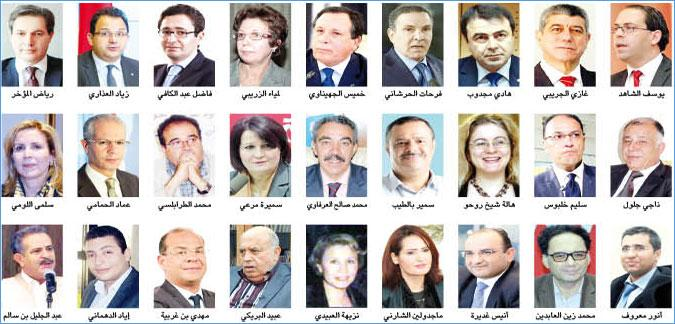 يوسف الشاهد غازي الجريبي هادي مجدوب فرحات الحرشاني خميس الجهيناوي لمياء الزريبي فاضل عبد الكافي زياد العذاري رياض المؤخر
ناجي جلول سليم خلبوس هالة شيخ روحو سمير بالطيب محمد صالح العرفاوي سميرة مرعي محمد الطرابلسي عماد الحمامي سلمى اللومي
أنور معروف محمد زين العابدين أنيس غديرة ماجدولين الشارني نزيهة العبيدي عبيد البريكي مهدي بن غربية إياد الدهماني عبد الجليل بن سالم